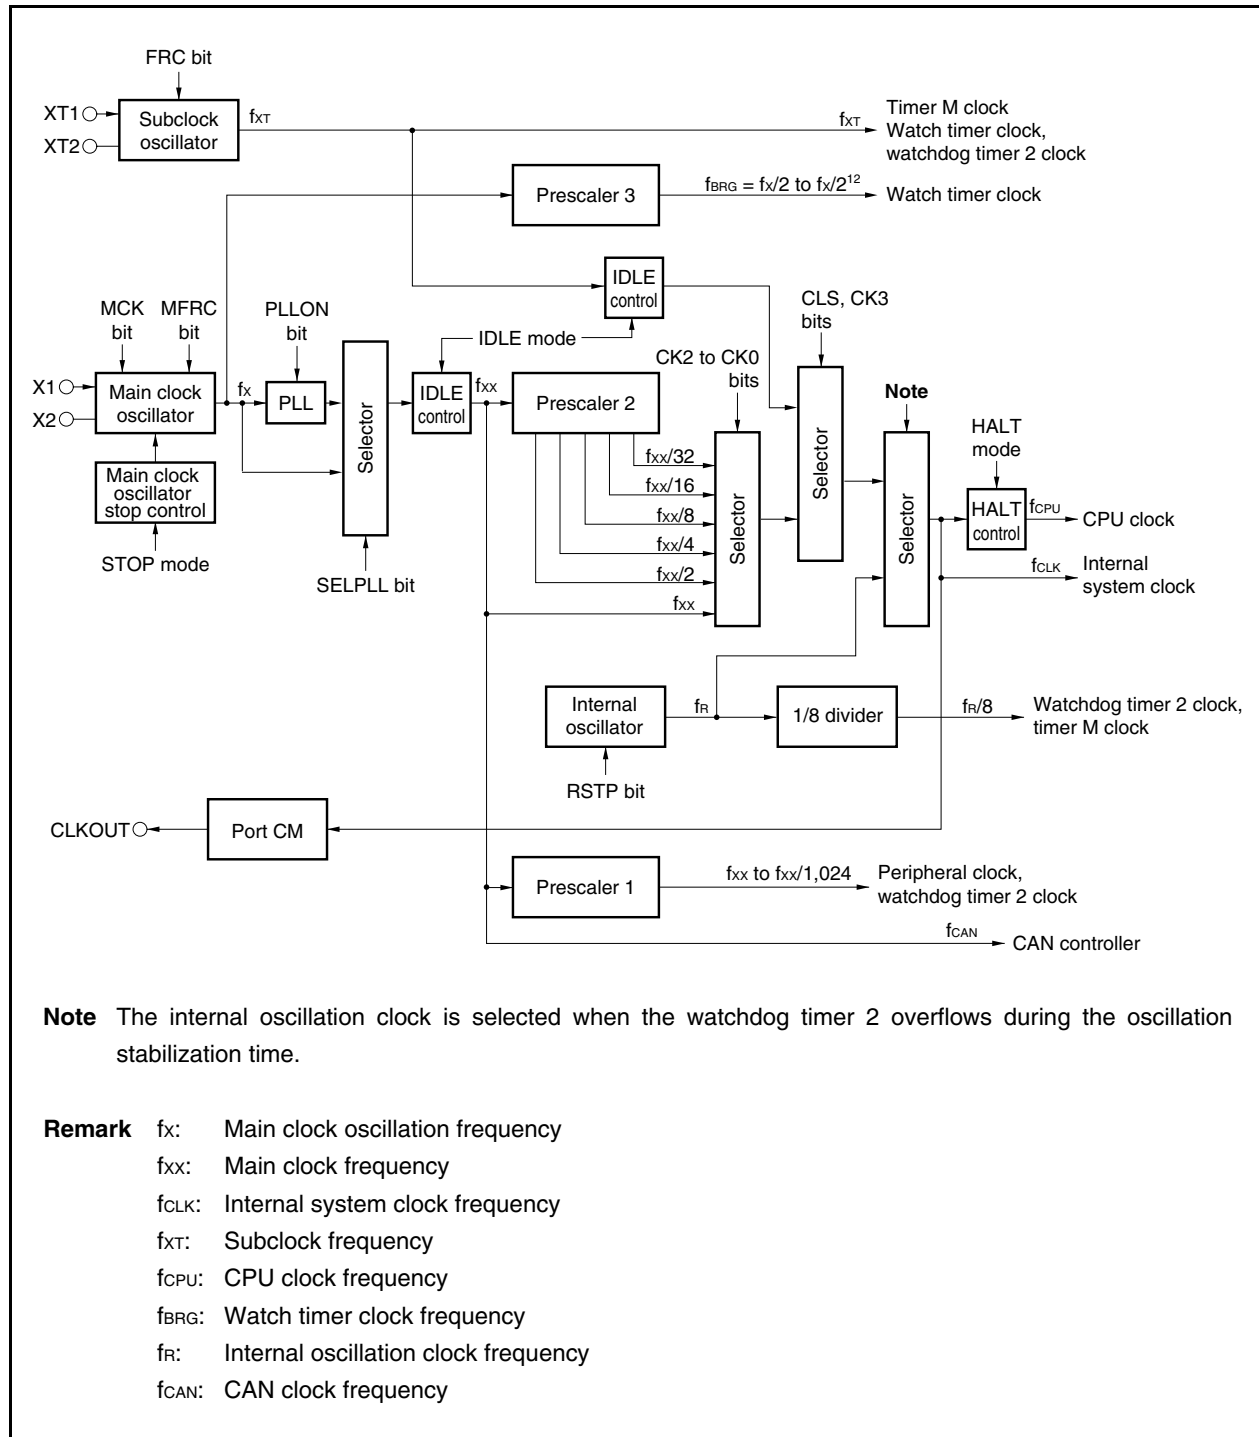 FRC bit
XT1
XT2
Subclock
oscillator
fXT
fXT
Timer M clock
Watch timer clock,
watchdog timer 2 clock
Prescaler 3
fBRG = fX/2 to fX/2¹²
Watch timer clock
IDLE
control
MCK
bit
MFRC
bit
PLLON
bit
IDLE mode
CLS, CK3
bits
CK2 to CK0
bits
X1
X2
Main clock
oscillator
fX
PLL
Selector
IDLE
control
fXX
Prescaler 2
Note
HALT
mode
Main clock
oscillator
stop control
STOP mode
SELPLL bit
fXX/32
fXX/16
fXX/8
fXX/4
fXX/2
fXX
Selector
Selector
Selector
HALT
control
fCPU
CPU clock
fCLK
Internal
system clock
Internal
oscillator
fR
1/8 divider
fR/8
Watchdog timer 2 clock,
timer M clock
RSTP bit
CLKOUT
Port CM
Prescaler 1
fXX to fXX/1,024
Peripheral clock,
watchdog timer 2 clock
fCAN
CAN controller
Note The internal oscillation clock is selected when the watchdog timer 2 overflows during the oscillation
stabilization time.
Remark fX: Main clock oscillation frequency
fXX: Main clock frequency
fCLK: Internal system clock frequency
fXT: Subclock frequency
fCPU: CPU clock frequency
fBRG: Watch timer clock frequency
fR: Internal oscillation clock frequency
fCAN: CAN clock frequency